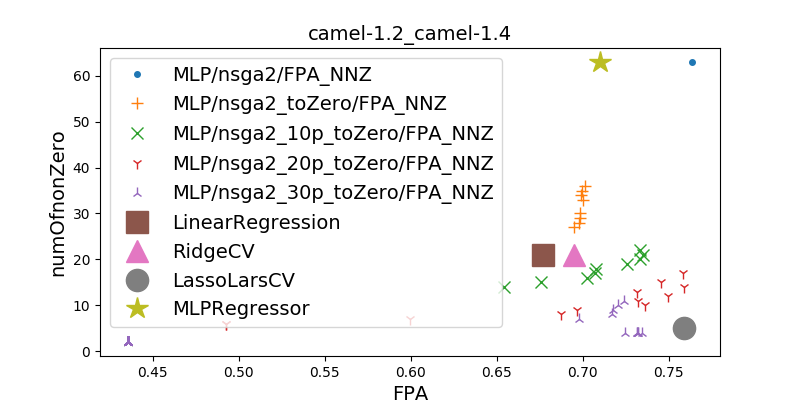 camel-1.2_camel-1.4
numOfnonZero
60
50
40
30
20
10
0
MLP/nsga2/FPA_NNZ
MLP/nsga2_toZero/FPA_NNZ
MLP/nsga2_10p_toZero/FPA_NNZ
MLP/nsga2_20p_toZero/FPA_NNZ
MLP/nsga2_30p_toZero/FPA_NNZ
LinearRegression
RidgeCV
LassoLarsCV
MLPRegressor
0.45 0.50 0.55 0.60 0.65 0.70 0.75
FPA